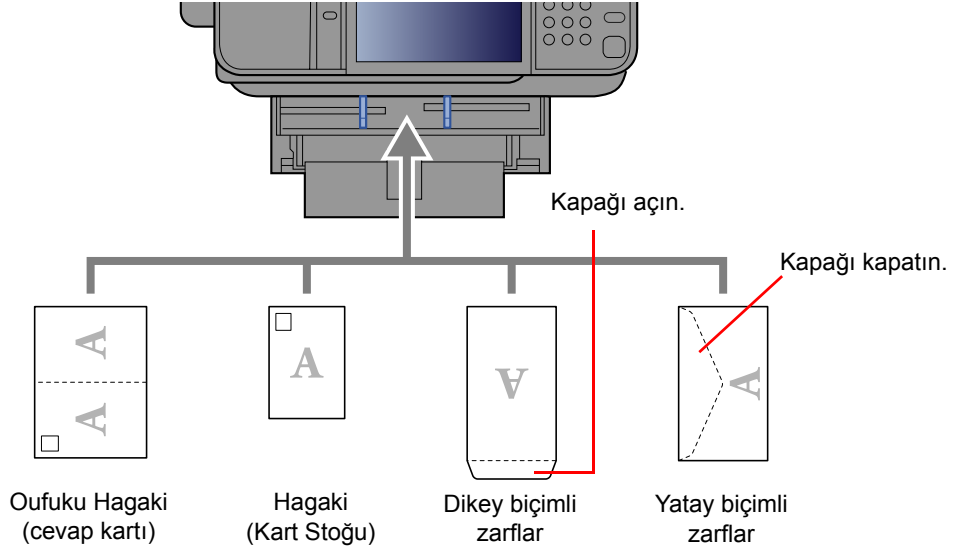 Kapağı açın.
Kapağı kapatın.
A
A
A
A
A
Oufuku Hagaki
(cevap kartı)
Hagaki
(Kart Stoğu)
Dikey biçimli
zarflar
Yatay biçimli
zarflar